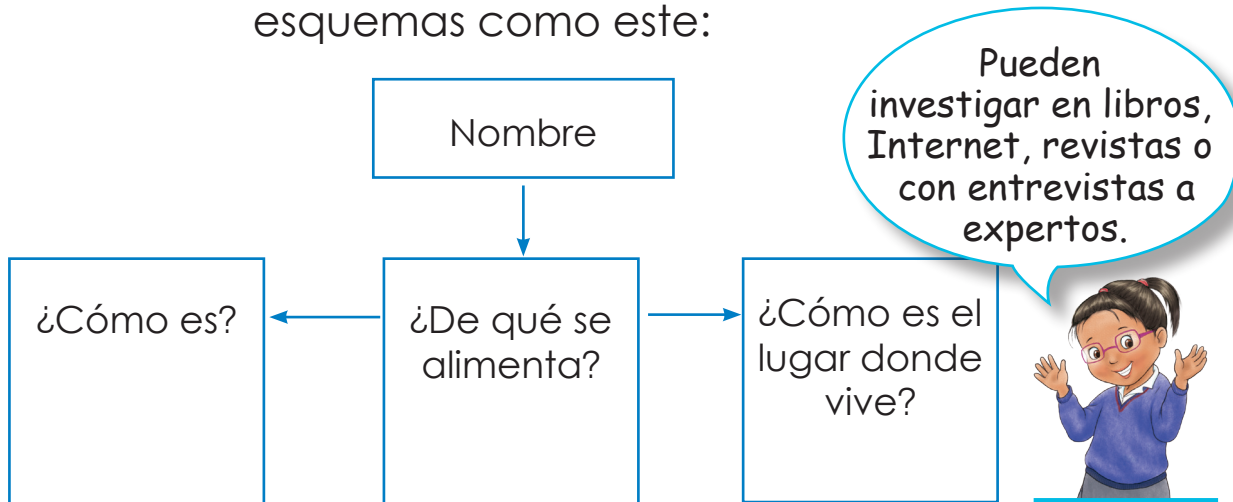 esquemas como este:
Nombre
Pueden
investigar en libros,
Internet, revistas o
con entrevistas a
expertos.
¿Cómo es?
¿De qué se
alimenta?
¿Cómo es el
lugar donde
vive?